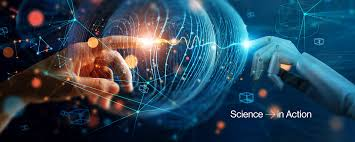 Science → in Action